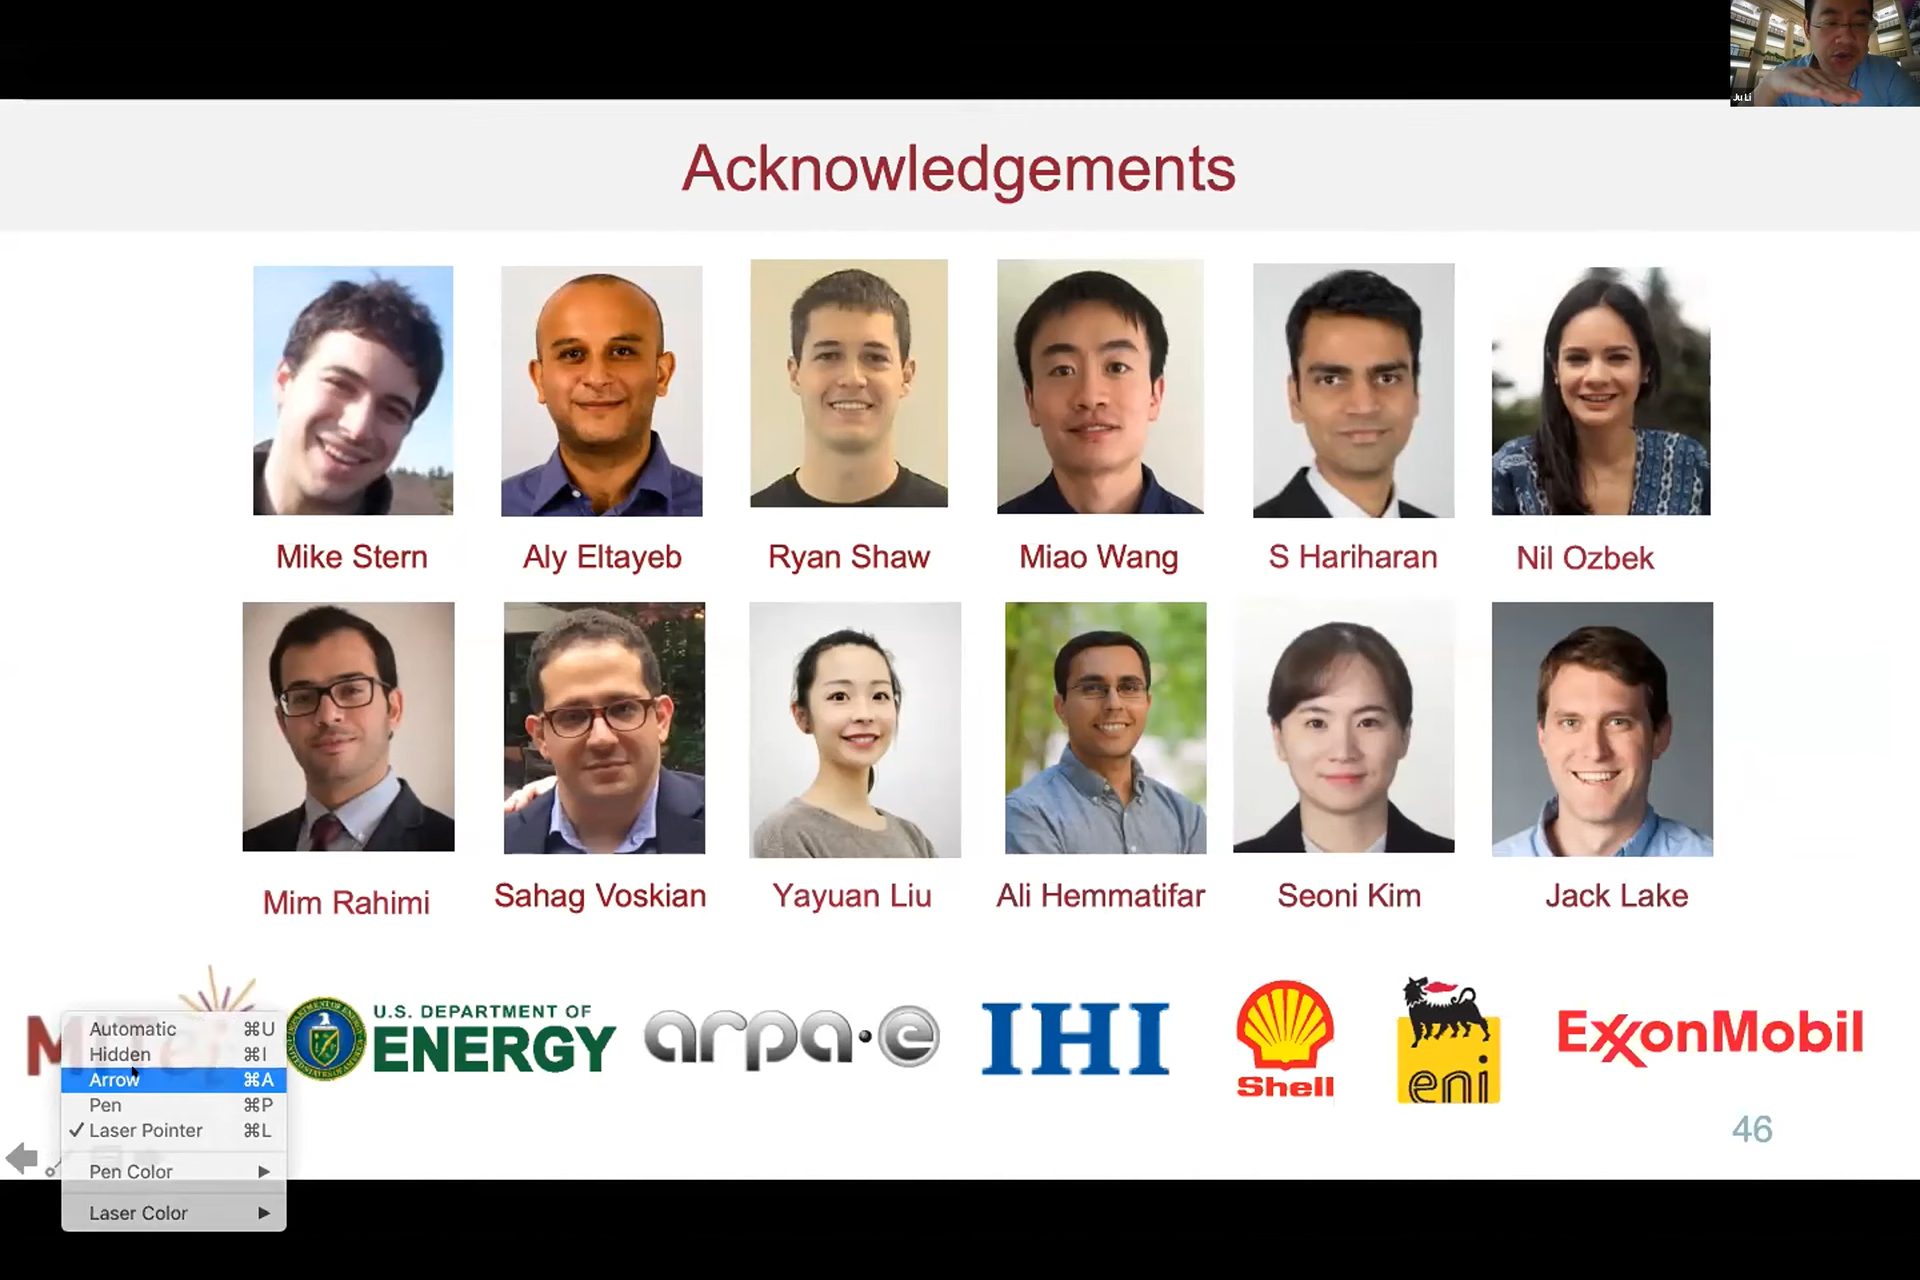 Ju Li
Acknowledgements
Mike Stern
Aly Eltayeb
Ryan Shaw
Miao Wang
S Hariharan
Nil Ozbek
Mim Rahimi
Sahag Voskian
Yayuan Liu
Ali Hemmatifar
Seoni Kim
Jack Lake
U.S. DEPARTMENT OF
ENERGY
arpa·e
IHI
Shell
eni
ExxonMobil
Automatic ⌘U
Hidden ⌘I
Arrow ⌘A
Pen ⌘P
✓ Laser Pointer ⌘L
Pen Color ▶
Laser Color ▶
46